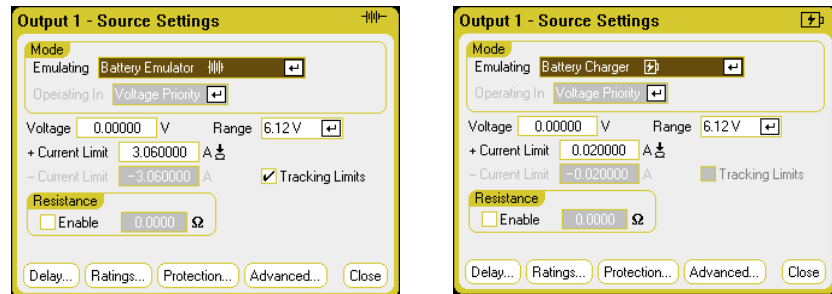 Output 1 - Source Settings
Mode
Emulating Battery Emulator
Operating In Voltage Priority
Voltage 0.00000 V Range 6.12 V
+ Current Limit 3.060000 A
- Current Limit -3.060000 A Tracking Limits
Resistance
Enable 0.0000 Ω
Delay... Ratings... Protection... Advanced... Close
Output 1 - Source Settings
Mode
Emulating Battery Charger
Operating In Voltage Priority
Voltage 0.00000 V Range 6.12 V
+ Current Limit 0.020000 A
- Current Limit -0.020000 A Tracking Limits
Resistance
Enable 0.0000 Ω
Delay... Ratings... Protection... Advanced... Close